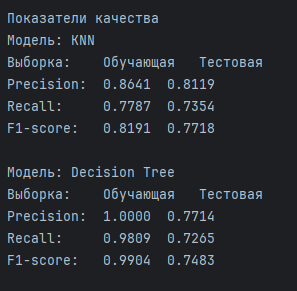 Показатели качества
Модель: KNN
Выборка: Обучающая Тестовая
Precision: 0.8641 0.8119
Recall: 0.7787 0.7354
F1-score: 0.8191 0.7718
Модель: Decision Tree
Выборка: Обучающая Тестовая
Precision: 1.0000 0.7714
Recall: 0.9809 0.7265
F1-score: 0.9904 0.7483